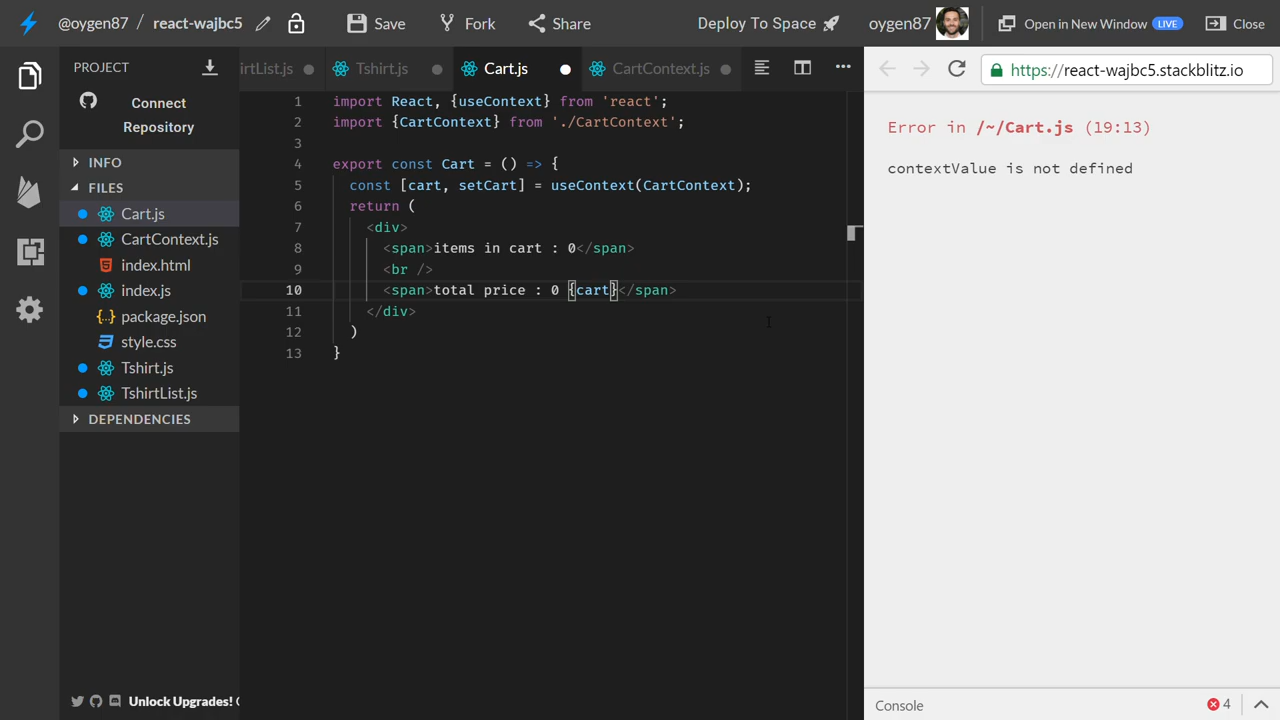 @oygen87 / react-wajbc5 Save Fork Share Deploy To Space oygen87 Open in New Window LIVE Close
PROJECT
Connect
Repository
INFO
FILES
Cart.js
CartContext.js
index.html
index.js
package.json
style.css
Tshirt.js
TshirtList.js
DEPENDENCIES
Unlock Upgrades!
irtList.js Tshirt.js Cart.js CartContext.js
1 import React, {useContext} from 'react';
2 import {CartContext} from './CartContext';
3
4 export const Cart = () => {
5 const [cart, setCart] = useContext(CartContext);
6 return (
7 <div>
8 <span>items in cart : 0</span>
9 <br />
10 <span>total price : 0 {cart}</span>
11 </div>
12 )
13 }
https://react-wajbc5.stackblitz.io
Error in /~/Cart.js (19:13)
contextValue is not defined
Console 4